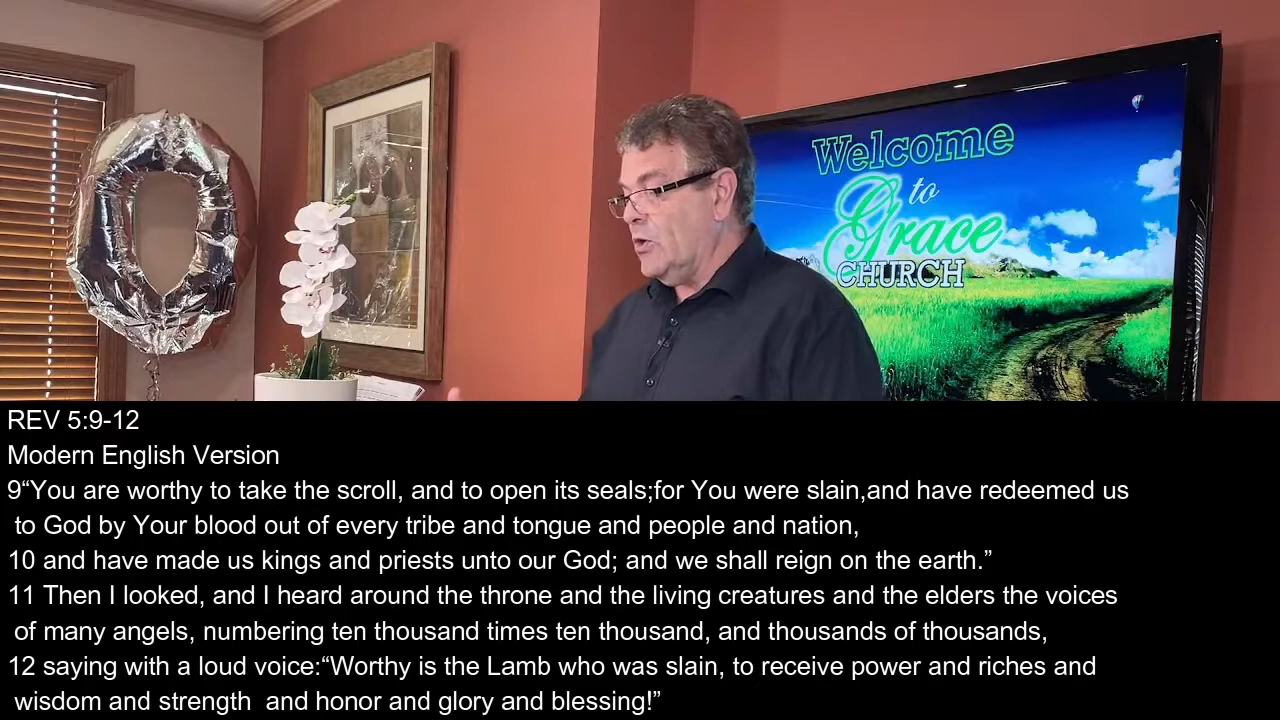 Welcome
to
Grace
CHURCH
REV 5:9-12
Modern English Version
9“You are worthy to take the scroll, and to open its seals;for You were slain,and have redeemed us
to God by Your blood out of every tribe and tongue and people and nation,
10 and have made us kings and priests unto our God; and we shall reign on the earth.”
11 Then I looked, and I heard around the throne and the living creatures and the elders the voices
of many angels, numbering ten thousand times ten thousand, and thousands of thousands,
12 saying with a loud voice:“Worthy is the Lamb who was slain, to receive power and riches and
wisdom and strength  and honor and glory and blessing!”